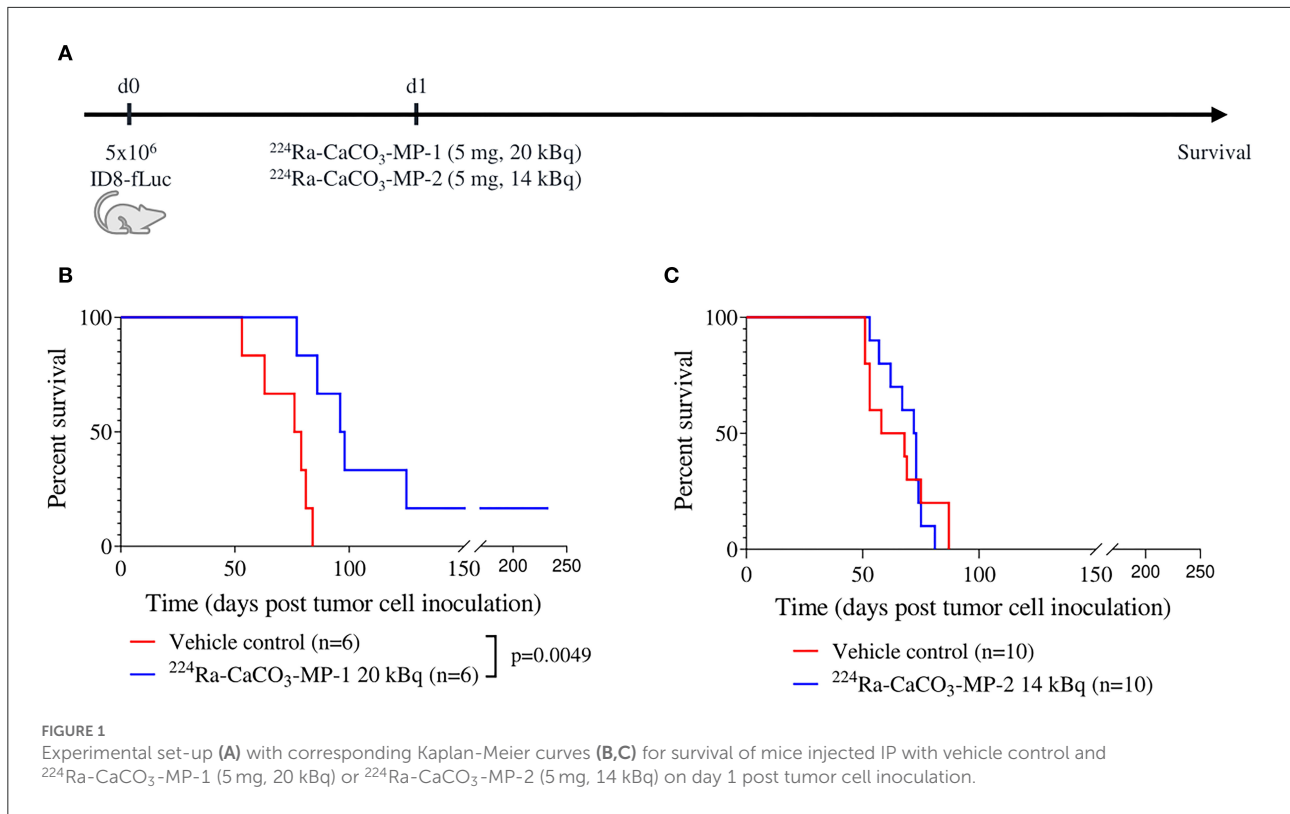 A
d0
d1
5x10⁶
ID8-fLuc
²²⁴Ra-CaCO₃-MP-1 (5 mg, 20 kBq)
²²⁴Ra-CaCO₃-MP-2 (5 mg, 14 kBq)
Survival
B
100
50
0
Percent survival
0 50 100 150 200 250
Time (days post tumor cell inoculation)
Vehicle control (n=6)
²²⁴Ra-CaCO₃-MP-1 20 kBq (n=6)
p=0.0049
C
100
50
0
Percent survival
0 50 100 150 200 250
Time (days post tumor cell inoculation)
Vehicle control (n=10)
²²⁴Ra-CaCO₃-MP-2 14 kBq (n=10)
FIGURE 1
Experimental set-up (A) with corresponding Kaplan-Meier curves (B,C) for survival of mice injected IP with vehicle control and
²²⁴Ra-CaCO₃-MP-1 (5 mg, 20 kBq) or ²²⁴Ra-CaCO₃-MP-2 (5 mg, 14 kBq) on day 1 post tumor cell inoculation.